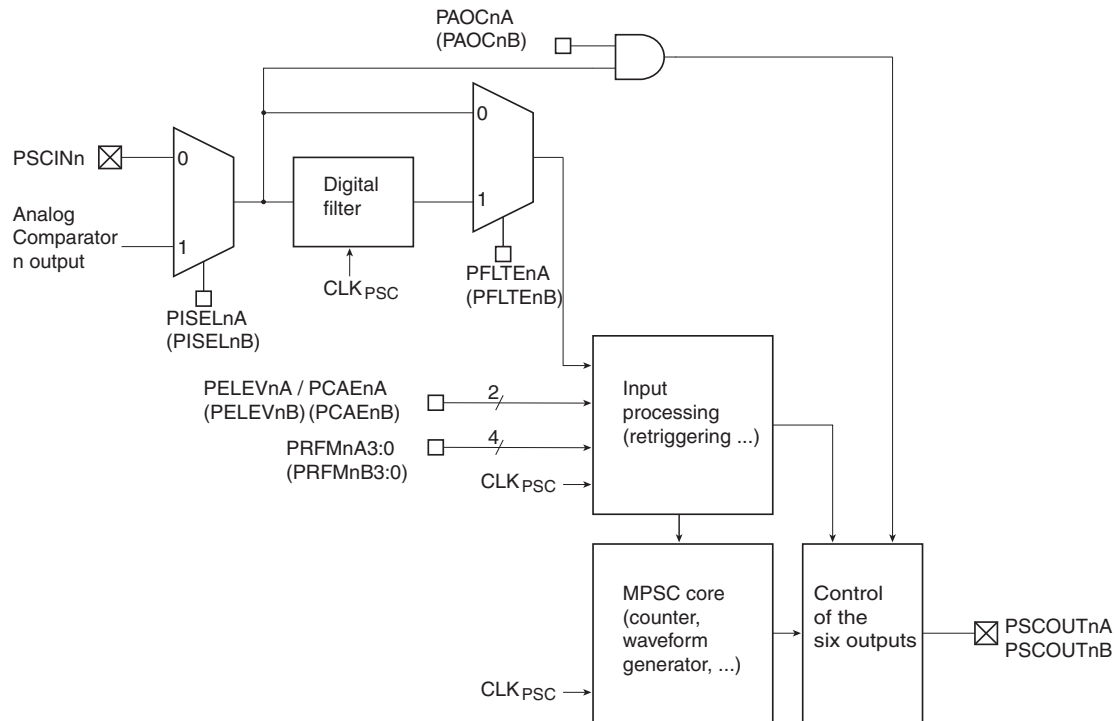 PAOCnA
(PAOCnB)
0
PSCINn
0
Digital
filter
1
Analog
Comparator
n output
1
CLKPSC
PFLTEnA
(PFLTEnB)
PISELnA
(PISELnB)
PELEVnA / PCAEnA
(PELEVnB) (PCAEnB)
2
Input
processing
(retriggering ...)
PRFMnA3:0
(PRFMnB3:0)
4
CLKPSC
MPSC core
(counter,
waveform
generator, ...)
Control
of the
six outputs
PSCOUTnA
PSCOUTnB
CLKPSC